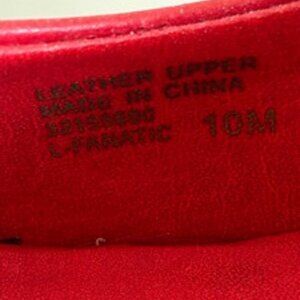 LEATHER UPPER
MADE IN CHINA
10M
L-FANATIC